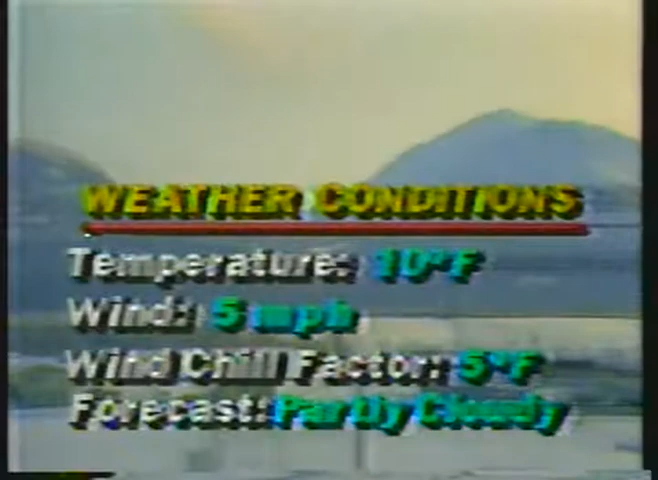 WEATHER CONDITIONS
Temperature: 10°F
Wind: 5 mph
Wind Chill Factor: 5°F
Forecast: Partly Cloudy